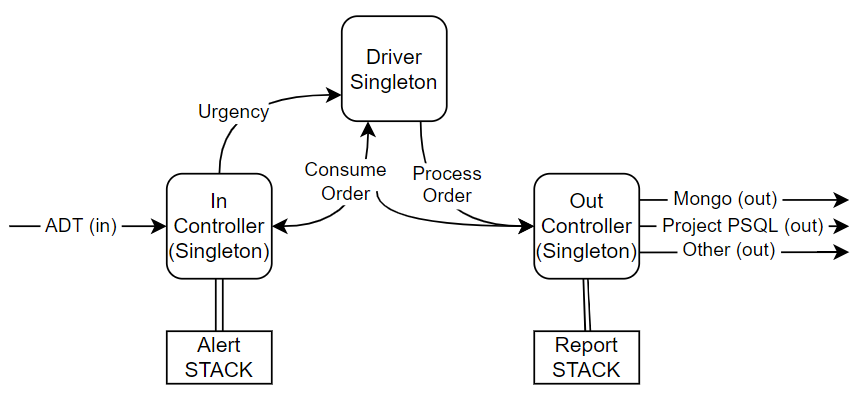 Driver
Singleton
Urgency
Consume
Order
Process
Order
ADT (in)
In
Controller
(Singleton)
Out
Controller
(Singleton)
Mongo (out)
Project PSQL (out)
Other (out)
Alert
STACK
Report
STACK